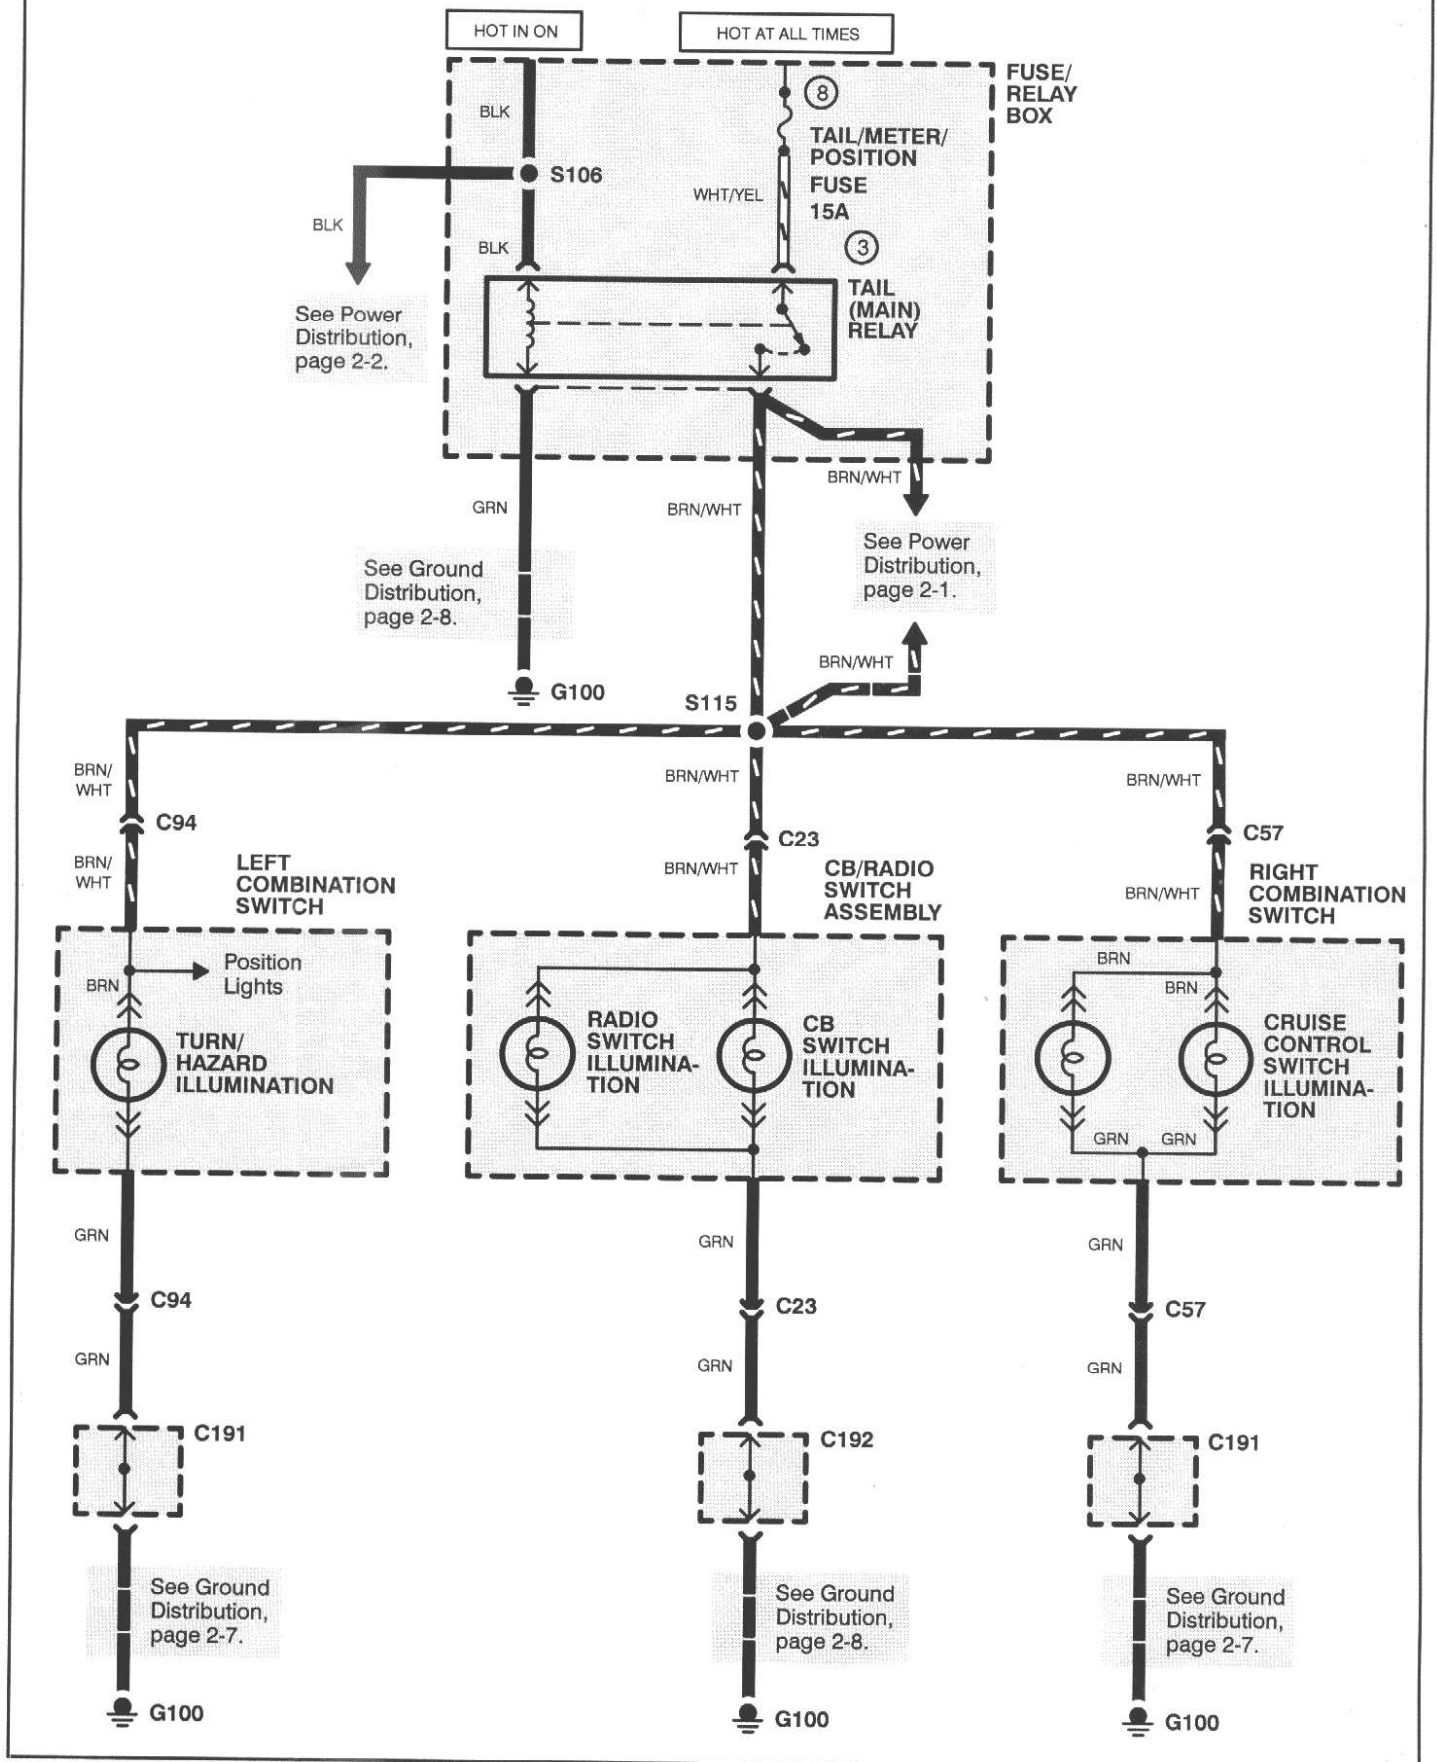 HOT IN ON
HOT AT ALL TIMES
FUSE/
RELAY
BOX
BLK
8
TAIL/METER/
POSITION
FUSE
15A
S106
WHT/YEL
BLK
BLK
3
TAIL
(MAIN)
RELAY
See Power
Distribution,
page 2-2.
BRN/WHT
GRN
BRN/WHT
See Power
Distribution,
page 2-1.
See Ground
Distribution,
page 2-8.
BRN/WHT
G100
S115
BRN/
WHT
BRN/WHT
BRN/WHT
C94
C23
C57
BRN/
WHT
LEFT
COMBINATION
SWITCH
BRN/WHT
CB/RADIO
SWITCH
ASSEMBLY
BRN/WHT
RIGHT
COMBINATION
SWITCH
Position
Lights
BRN
BRN
BRN
TURN/
HAZARD
ILLUMINATION
RADIO
SWITCH
ILLUMINA-
TION
CB
SWITCH
ILLUMINA-
TION
CRUISE
CONTROL
SWITCH
ILLUMINA-
TION
GRN
GRN
GRN
GRN
GRN
C94
C23
C57
GRN
GRN
GRN
C191
C192
C191
See Ground
Distribution,
page 2-7.
See Ground
Distribution,
page 2-8.
See Ground
Distribution,
page 2-7.
G100
G100
G100